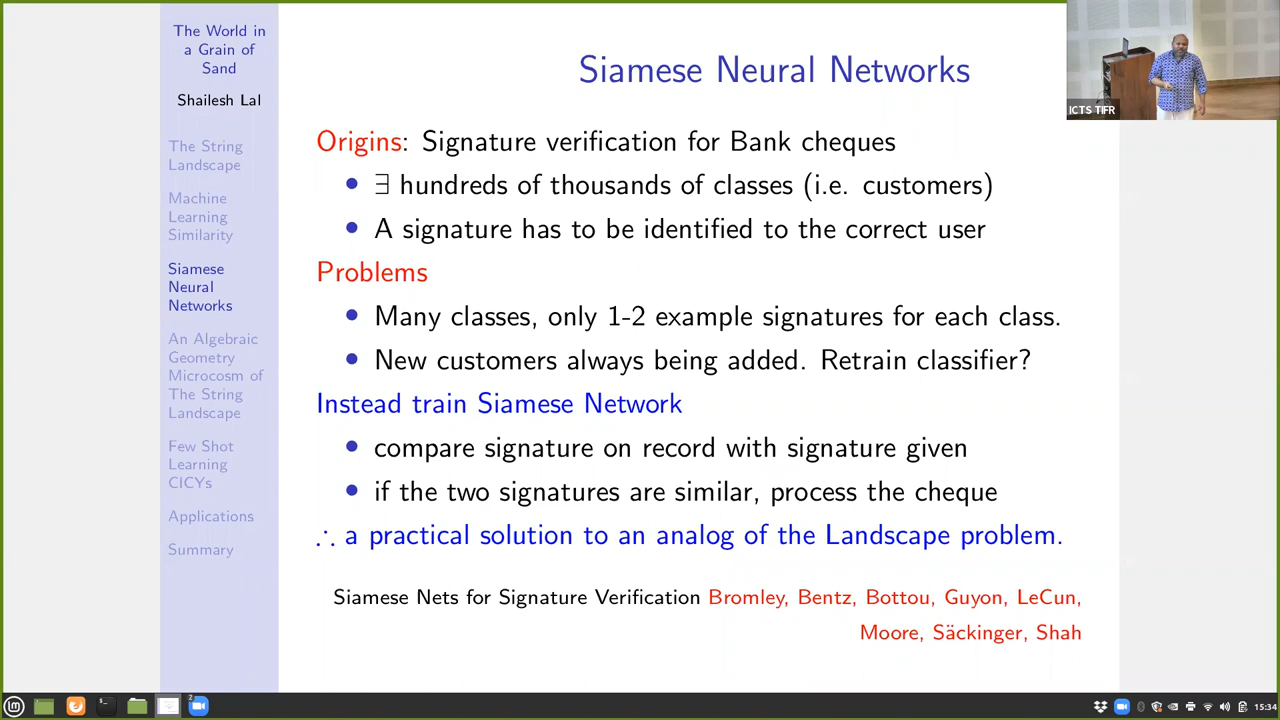 The World in
a Grain of
Sand
Shailesh Lal
The String
Landscape
Machine
Learning
Similarity
Siamese
Neural
Networks
An Algebraic
Geometry
Microcosm of
The String
Landscape
Few Shot
Learning
CICYs
Applications
Summary
Siamese Neural Networks
Origins: Signature verification for Bank cheques
• ∃ hundreds of thousands of classes (i.e. customers)
• A signature has to be identified to the correct user
Problems
• Many classes, only 1-2 example signatures for each class.
• New customers always being added. Retrain classifier?
Instead train Siamese Network
• compare signature on record with signature given
• if the two signatures are similar, process the cheque
∴ a practical solution to an analog of the Landscape problem.
Siamese Nets for Signature Verification Bromley, Bentz, Bottou, Guyon, LeCun,
Moore, Säckinger, Shah
ICTS TIFR
2
15:34